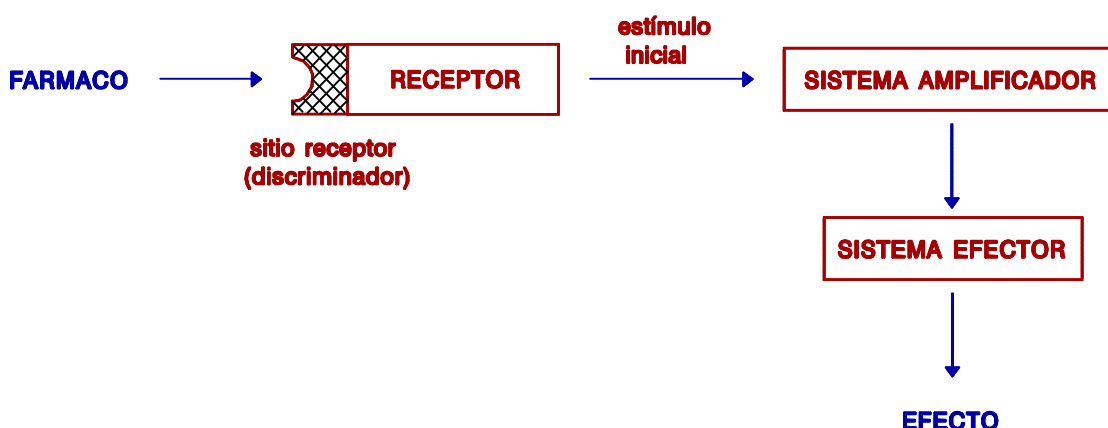 FARMACO
RECEPTOR
sitio receptor
(discriminador)
estímulo
inicial
SISTEMA AMPLIFICADOR
SISTEMA EFECTOR
EFECTO